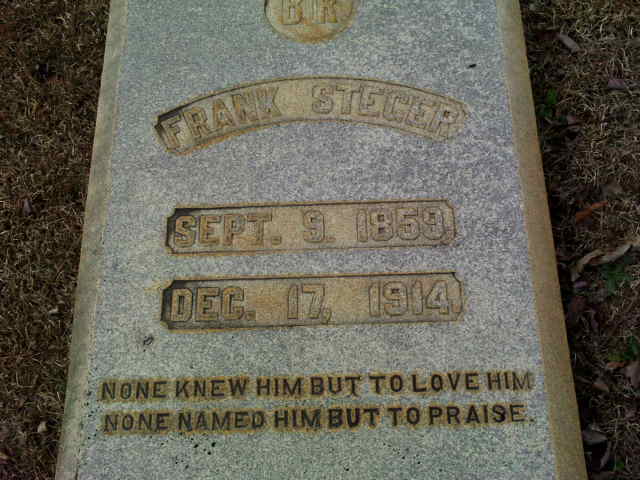 BR
FRANK STEGER
SEPT. 9. 1859.
DEC. 17, 1914.
NONE KNEW HIM BUT TO LOVE HIM
NONE NAMED HIM BUT TO PRAISE.